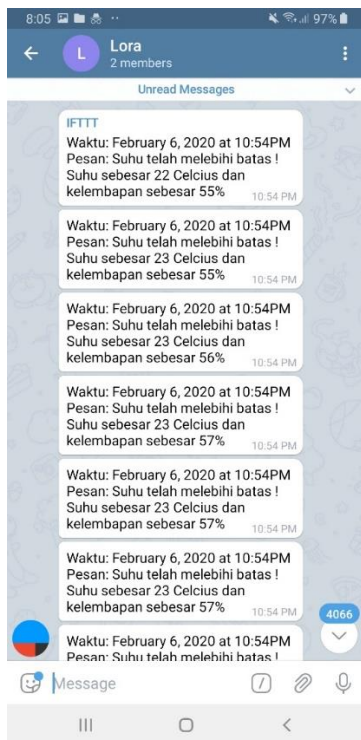 8:05 97%
L Lora
2 members
Unread Messages
IFTTT
Waktu: February 6, 2020 at 10:54PM
Pesan: Suhu telah melebihi batas !
Suhu sebesar 22 Celcius dan
kelembapan sebesar 55% 10:54 PM
Waktu: February 6, 2020 at 10:54PM
Pesan: Suhu telah melebihi batas !
Suhu sebesar 23 Celcius dan
kelembapan sebesar 55% 10:54 PM
Waktu: February 6, 2020 at 10:54PM
Pesan: Suhu telah melebihi batas !
Suhu sebesar 23 Celcius dan
kelembapan sebesar 56% 10:54 PM
Waktu: February 6, 2020 at 10:54PM
Pesan: Suhu telah melebihi batas !
Suhu sebesar 23 Celcius dan
kelembapan sebesar 57% 10:54 PM
Waktu: February 6, 2020 at 10:54PM
Pesan: Suhu telah melebihi batas !
Suhu sebesar 23 Celcius dan
kelembapan sebesar 57% 10:54 PM
Waktu: February 6, 2020 at 10:54PM
Pesan: Suhu telah melebihi batas !
Suhu sebesar 23 Celcius dan
kelembapan sebesar 57% 10:54 PM
4066
Waktu: February 6, 2020 at 10:54PM
Pesan: Suhu telah melebihi batas !
Message